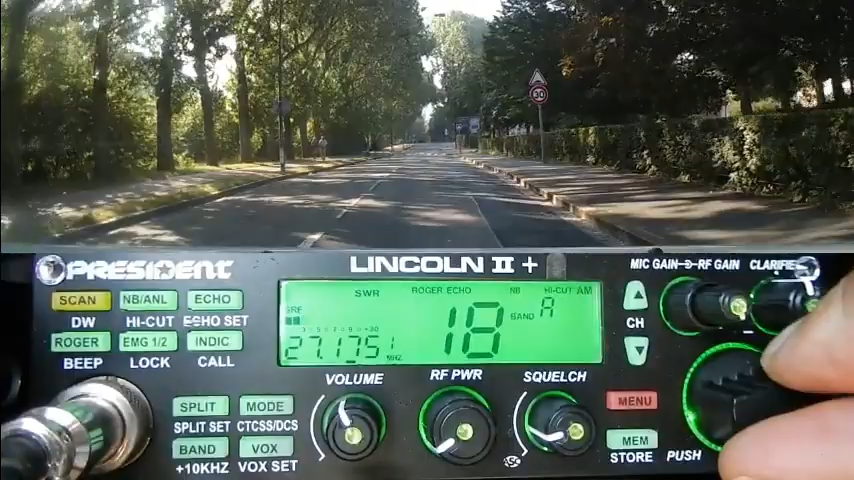 30
PRESIDENT LINCOLN II + MIC GAIN-D-RF GAIN
SCAN NB/ANL ECHO
DW HI-CUT ECHO SET
ROGER EMG 1/2 INDIC
BEEP LOCK CALL
SWR ROGER ECHO NB HI-CUT AM
18 BAND A
27.175 MHZ
CH
VOLUME RF PWR SQUELCH
SPLIT MODE MENU
SPLIT SET CTCSS/DCS
BAND VOX MEM
+10KHZ VOX SET ASC STORE PUSH